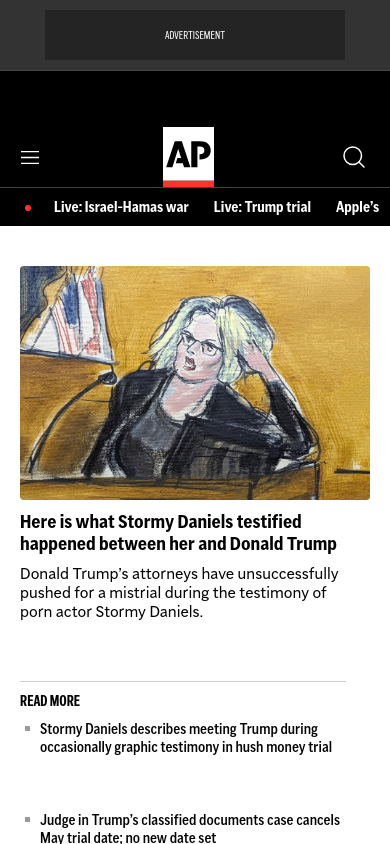 ADVERTISEMENT
AP
Live: Israel-Hamas war Live: Trump trial Apple's
Here is what Stormy Daniels testified
happened between her and Donald Trump
Donald Trump’s attorneys have unsuccessfully
pushed for a mistrial during the testimony of
porn actor Stormy Daniels.
READ MORE
Stormy Daniels describes meeting Trump during
occasionally graphic testimony in hush money trial
Judge in Trump’s classified documents case cancels
May trial date; no new date set